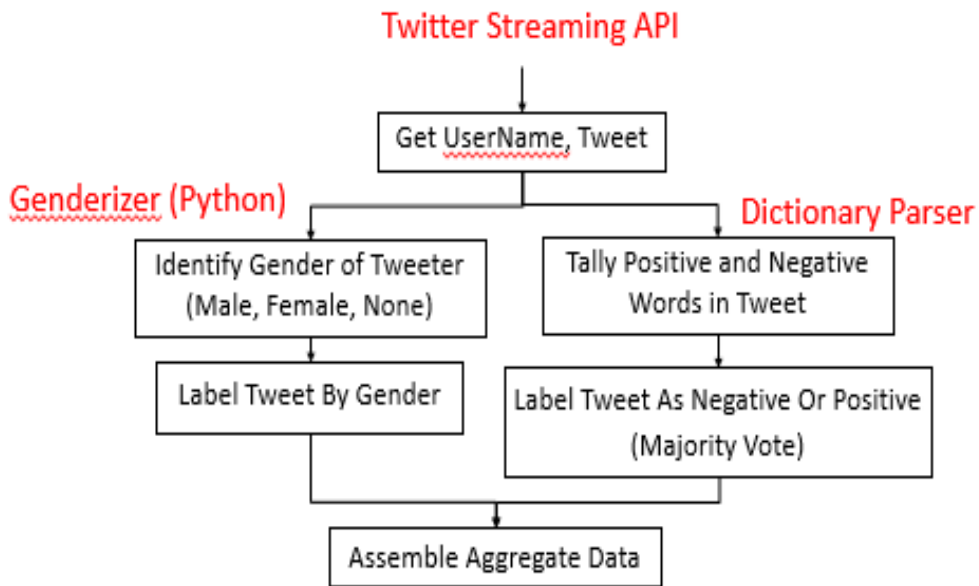 Twitter Streaming API
Get UserName, Tweet
Genderizer (Python)
Identify Gender of Tweeter
(Male, Female, None)
Label Tweet By Gender
Dictionary Parser
Tally Positive and Negative
Words in Tweet
Label Tweet As Negative Or Positive
(Majority Vote)
Assemble Aggregate Data